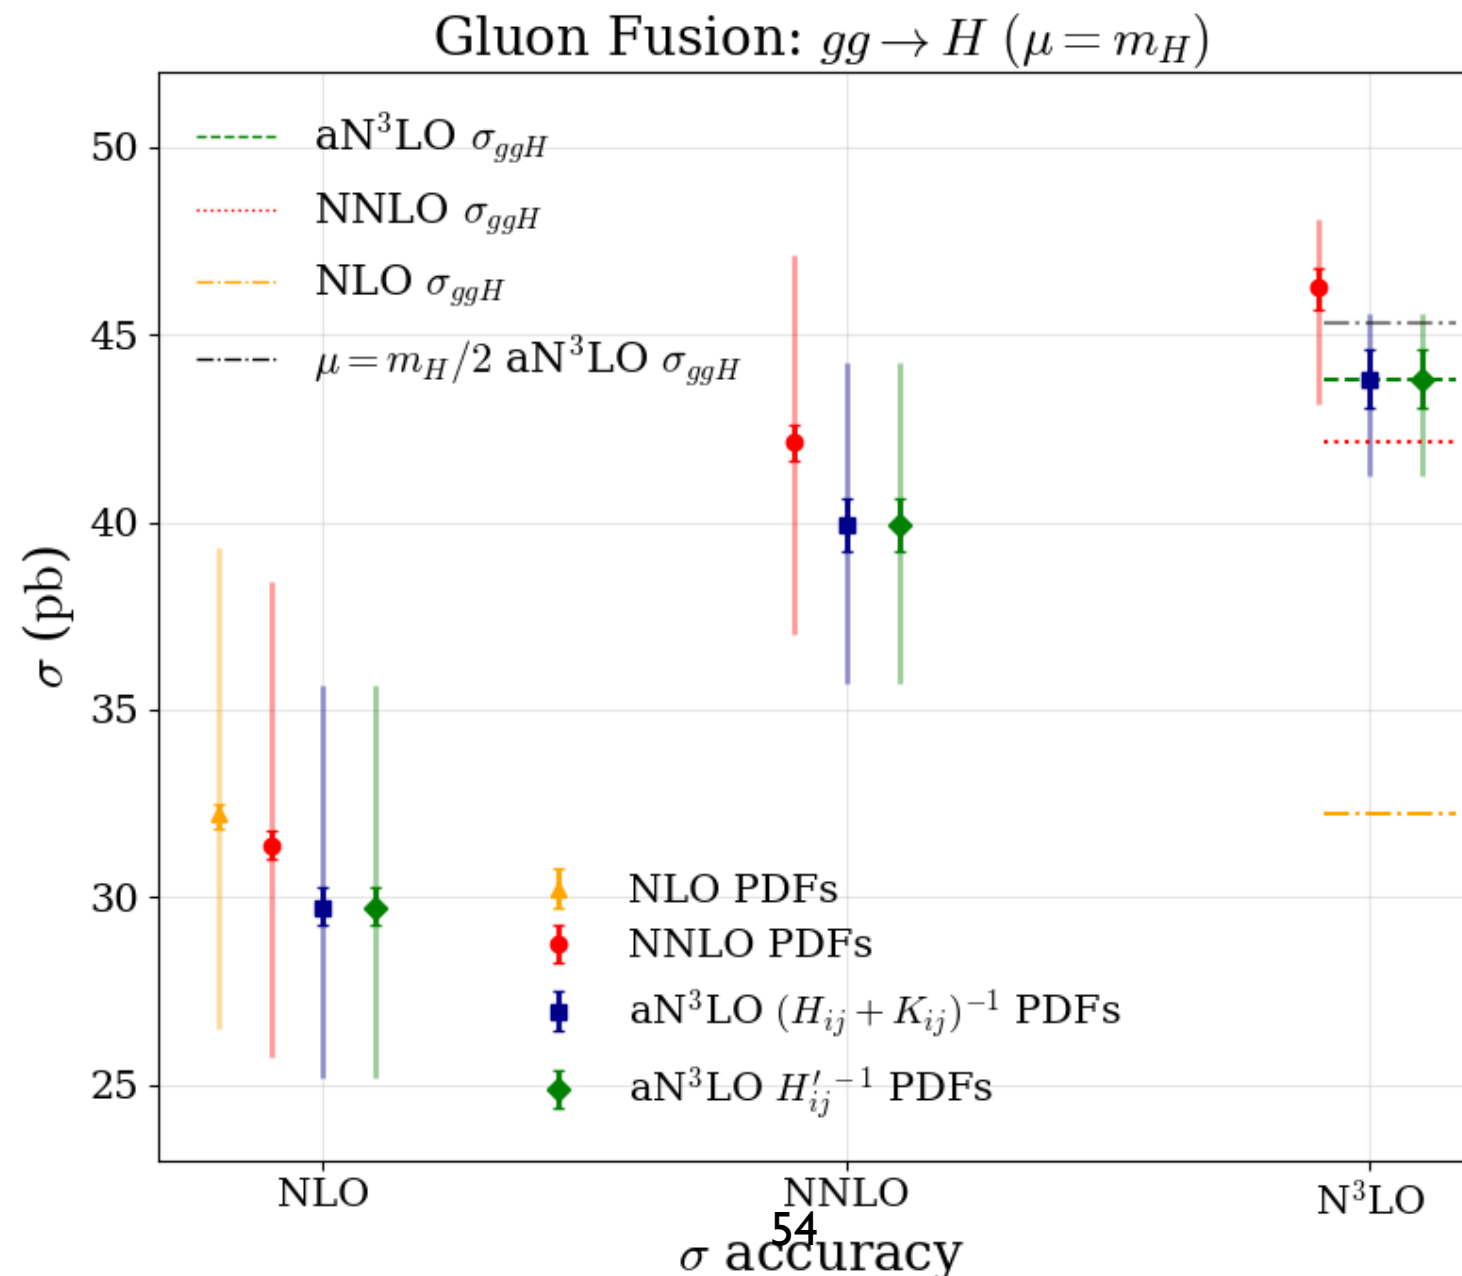 Gluon Fusion: gg → H (μ = m_H)
aN³LO σ_ggH
NNLO σ_ggH
NLO σ_ggH
μ = m_H/2 aN³LO σ_ggH
50
45
40
35
30
25
σ (pb)
NLO PDFs
NNLO PDFs
aN³LO (H_ij + K_ij)⁻¹ PDFs
aN³LO H′_ij⁻¹ PDFs
NLO
NNLO
N³LO
54
σ accuracy